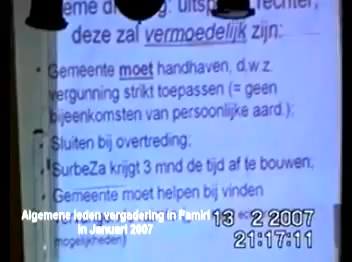 deze zal vermoedelijk zijn:
Gemeente moet handhaven, d.w.z.
vergunning strikt toepassen (= geen
bijeenkomsten van persoonlijke aard.);
Sluiten bij overtreding;
SurbeZa krijgt 3 mnd de tijd af te bouwen;
Gemeente moet helpen bij vinden
Algemene leden vergadering in Pamkri
in Januari 2007
mogelijkheden)
13 2 2007
21:17:11